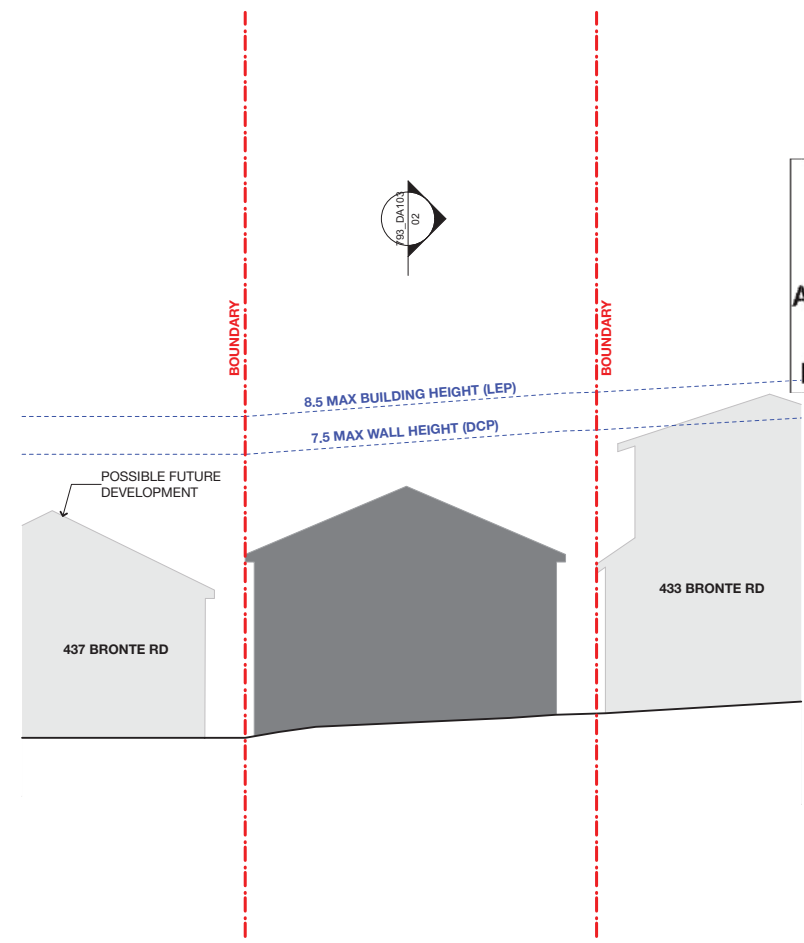 793_DA103
02
BOUNDARY
BOUNDARY
8.5 MAX BUILDING HEIGHT (LEP)
7.5 MAX WALL HEIGHT (DCP)
POSSIBLE FUTURE
DEVELOPMENT
433 BRONTE RD
437 BRONTE RD